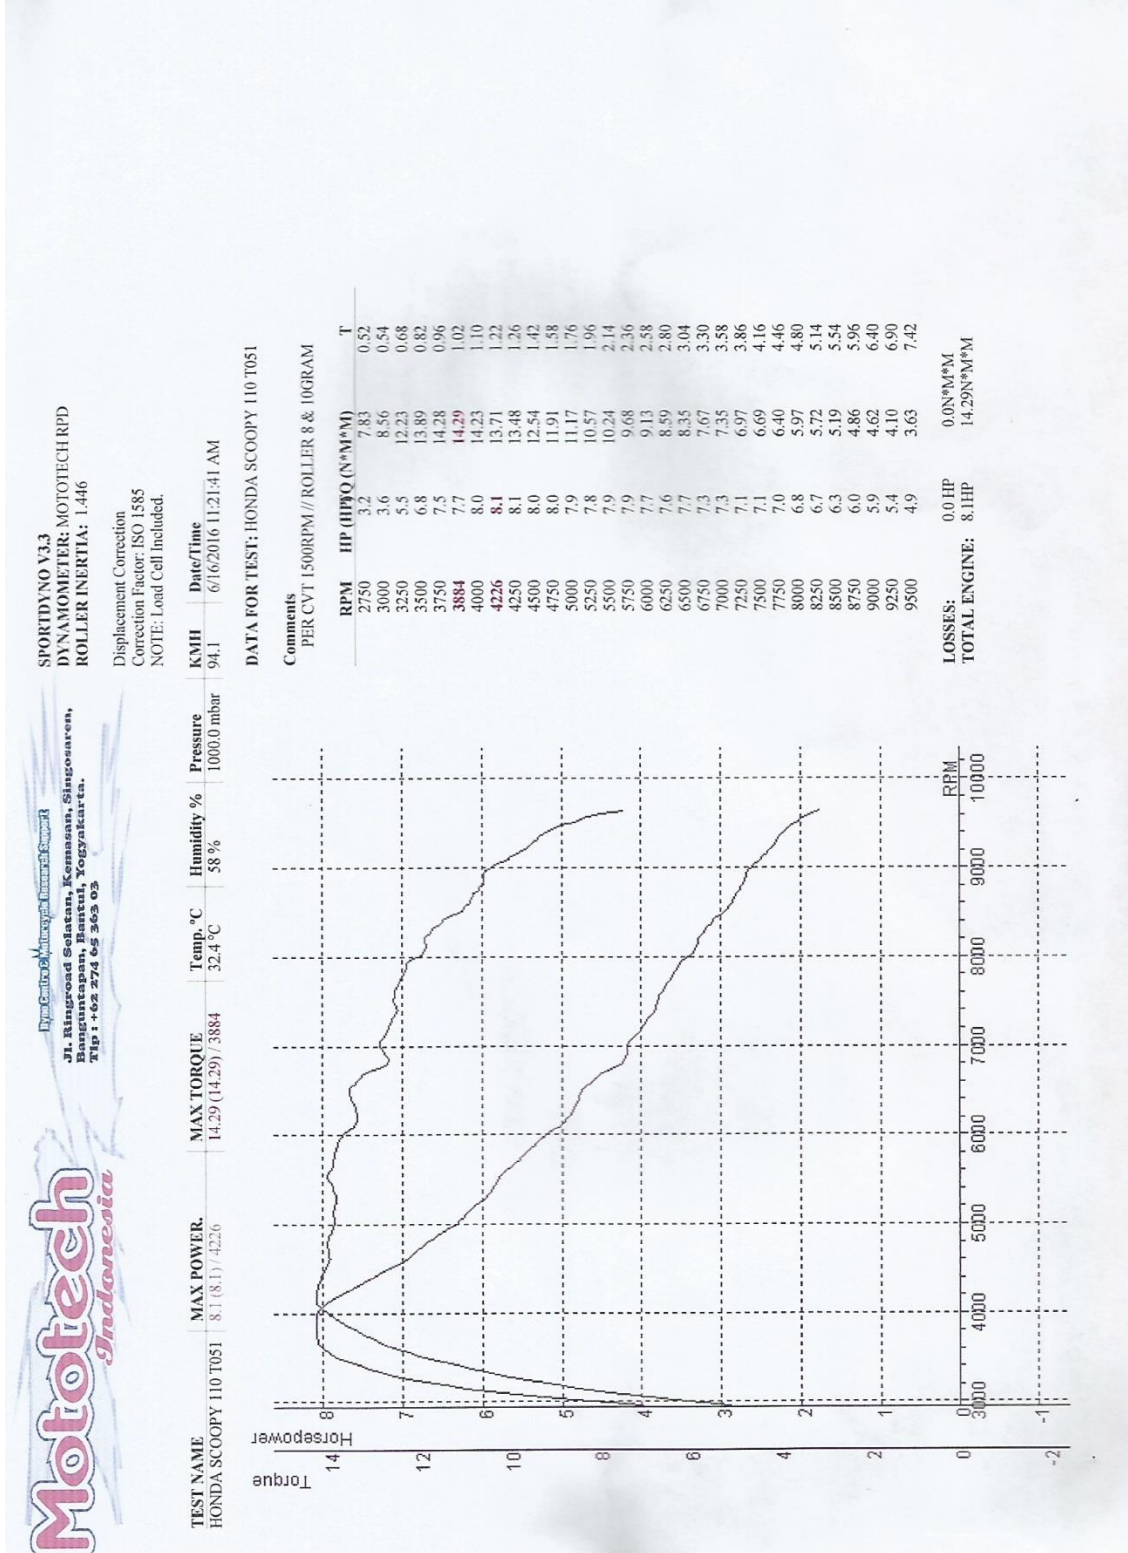 Mototech
Indonesia
Dyno Centre & Motorcycle Research Support
Jl. Ringroad Selatan, Kemasan, Singosaren,
Banguntapan, Bantul, Yogyakarta.
Tlp : +62 274 65 363 03
SPORTDYNO V3.3
DYNAMOMETER: MOTOTECH RPD
ROLLER INERTIA: 1.446
Displacement Correction
Correction Factor: ISO 1585
NOTE: Load Cell Included.
TEST NAME MAX POWER. MAX TORQUE Temp. °C Humidity % Pressure KMH Date/Time
HONDA SCOOPY 110 T051 8.1 (8.1) / 4226 14.29 (14.29) / 3884 32.4 °C 58 % 1000.0 mbar 94.1 6/16/2016 11:21:41 AM
Torque
Horsepower
14 12 10 8 6 4 2 0 -2
8 7 6 5 4 3 2 1 0 -1
3000 4000 5000 6000 7000 8000 9000 10000
RPM
DATA FOR TEST: HONDA SCOOPY 110 T051
Comments
PER CVT 1500RPM // ROLLER 8 & 10GRAM
RPM HP (HP) TQ (N*M*M) T
2750 3.2 7.83 0.52
3000 3.6 8.56 0.54
3250 5.5 12.23 0.68
3500 6.8 13.89 0.82
3750 7.5 14.28 0.96
3884 7.7 14.29 1.02
4000 8.0 14.23 1.10
4226 8.1 13.71 1.22
4250 8.1 13.48 1.26
4500 8.0 12.54 1.42
4750 8.0 11.91 1.58
5000 7.9 11.17 1.76
5250 7.8 10.57 1.96
5500 7.9 10.24 2.14
5750 7.9 9.68 2.36
6000 7.7 9.13 2.58
6250 7.6 8.59 2.80
6500 7.7 8.35 3.04
6750 7.3 7.67 3.30
7000 7.3 7.35 3.58
7250 7.1 6.97 3.86
7500 7.1 6.69 4.16
7750 7.0 6.40 4.46
8000 6.8 5.97 4.80
8250 6.7 5.72 5.14
8500 6.3 5.19 5.54
8750 6.0 4.86 5.96
9000 5.9 4.62 6.40
9250 5.4 4.10 6.90
9500 4.9 3.63 7.42
LOSSES: 0.0 HP 0.0N*M*M
TOTAL ENGINE: 8.1HP 14.29N*M*M